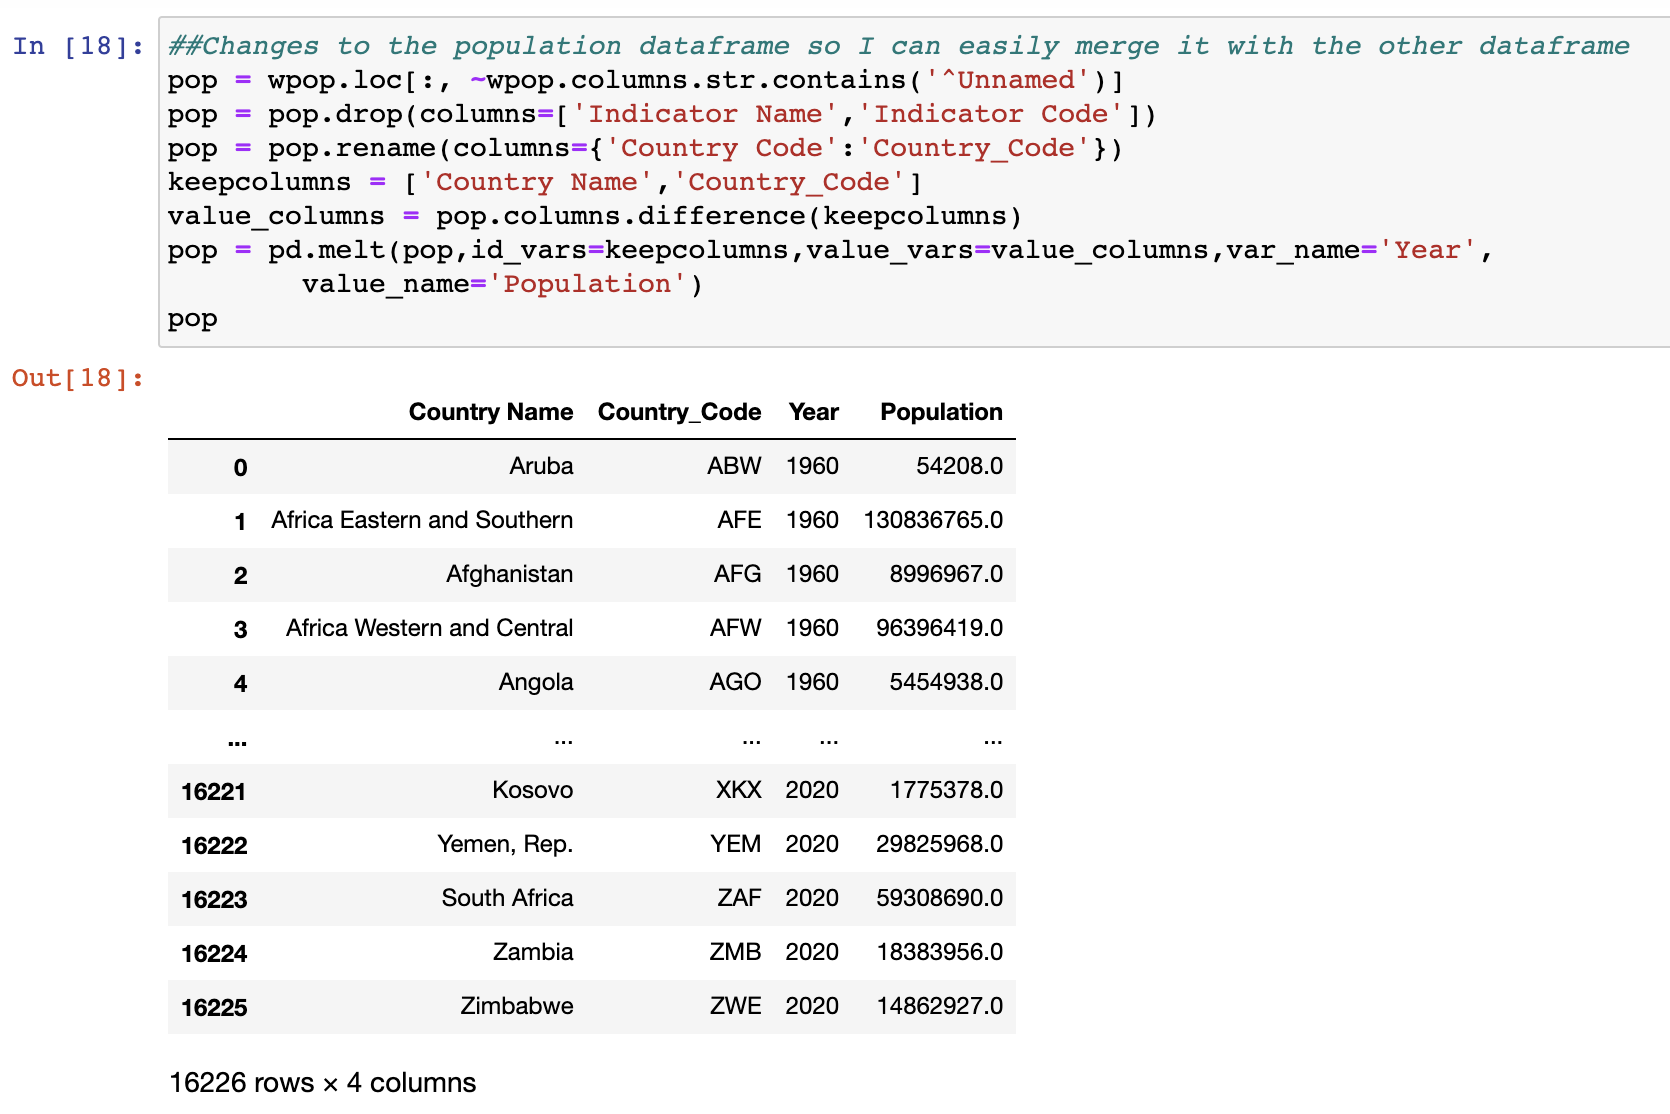 In [18]: ##Changes to the population dataframe so I can easily merge it with the other dataframe
pop = wpop.loc[:, ~wpop.columns.str.contains('^Unnamed')]
pop = pop.drop(columns=['Indicator Name','Indicator Code'])
pop = pop.rename(columns={'Country Code':'Country_Code'})
keepcolumns = ['Country Name','Country_Code']
value_columns = pop.columns.difference(keepcolumns)
pop = pd.melt(pop,id_vars=keepcolumns,value_vars=value_columns,var_name='Year',
        value_name='Population')
pop
Out[18]:
Country Name Country_Code Year Population
0 Aruba ABW 1960 54208.0
1 Africa Eastern and Southern AFE 1960 130836765.0
2 Afghanistan AFG 1960 8996967.0
3 Africa Western and Central AFW 1960 96396419.0
4 Angola AGO 1960 5454938.0
... ... ... ... ...
16221 Kosovo XKX 2020 1775378.0
16222 Yemen, Rep. YEM 2020 29825968.0
16223 South Africa ZAF 2020 59308690.0
16224 Zambia ZMB 2020 18383956.0
16225 Zimbabwe ZWE 2020 14862927.0
16226 rows × 4 columns